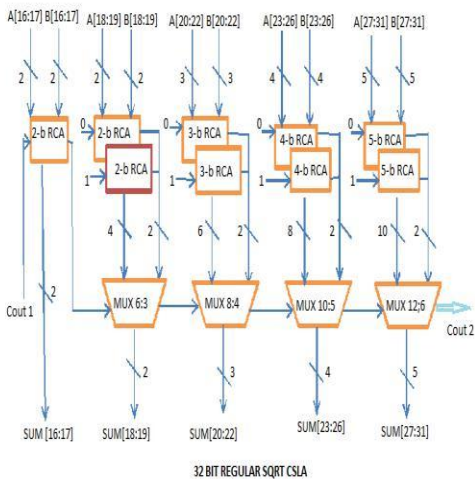 A[16:17] B[16:17] A[18:19] B[18:19] A[20:22] B[20:22] A[23:26] B[23:26] A[27:31] B[27:31]
2 2 2 2 3 3 4 4 5 5
0 0 0 0
2-b RCA 2-b RCA 3-b RCA 4-b RCA 5-b RCA
2-b RCA 3-b RCA 4-b RCA 5-b RCA
1 1 1 1
4 2 6 2 8 2 10 2
2
Cout 1 MUX 6:3 MUX 8:4 MUX 10:5 MUX 12;6 Cout 2
2 3 4 5
SUM [16:17] SUM[18:19] SUM[20:22] SUM[23:26] SUM[27:31]
32 BIT REGULAR SQRT CSLA